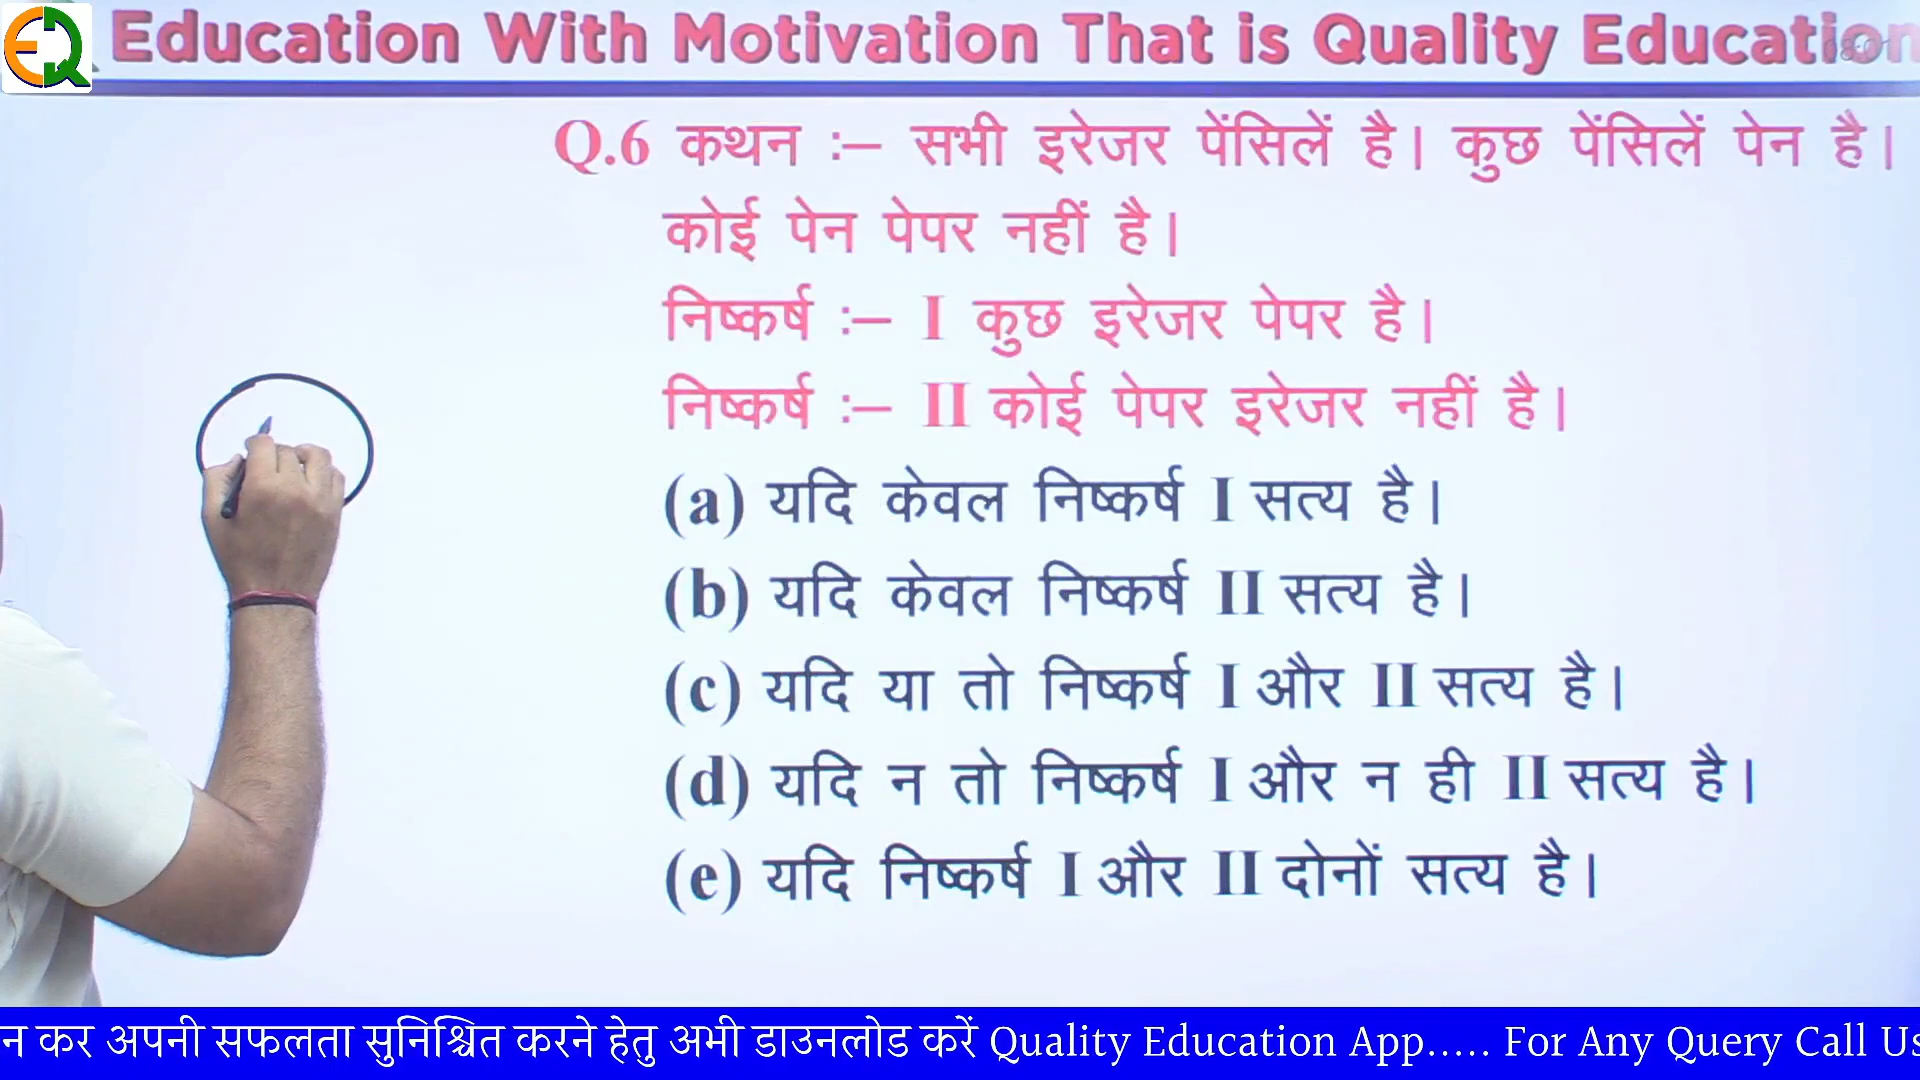 EQ
Education With Motivation That is Quality Education
Q.6 कथन :– सभी इरेजर पेंसिलें है। कुछ पेंसिलें पेन है।
कोई पेन पेपर नहीं है।
निष्कर्ष :– I कुछ इरेजर पेपर है।
निष्कर्ष :– II कोई पेपर इरेजर नहीं है।
(a) यदि केवल निष्कर्ष I सत्य है।
(b) यदि केवल निष्कर्ष II सत्य है।
(c) यदि या तो निष्कर्ष I और II सत्य है।
(d) यदि न तो निष्कर्ष I और न ही II सत्य है।
(e) यदि निष्कर्ष I और II दोनों सत्य है।
न कर अपनी सफलता सुनिश्चित करने हेतु अभी डाउनलोड करें Quality Education App..... For Any Query Call Us